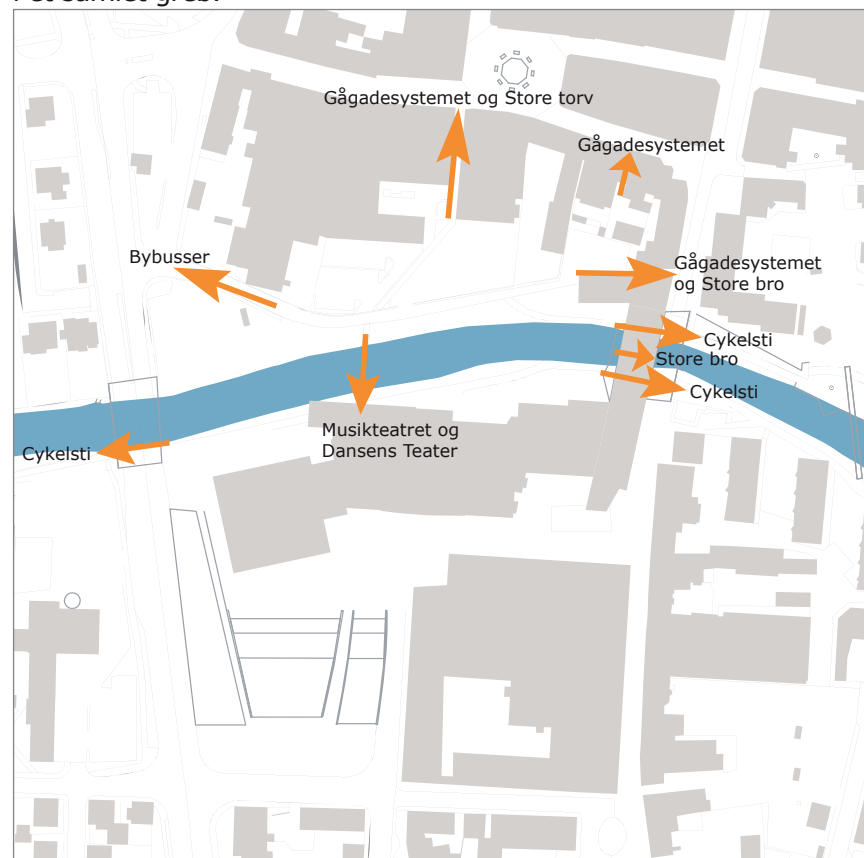 Gågadesystemet og Store torv
Gågadesystemet
Bybusser
Gågadesystemet
og Store bro
Cykelsti
Store bro
Cykelsti
Musikteatret og
Dansens Teater
Cykelsti